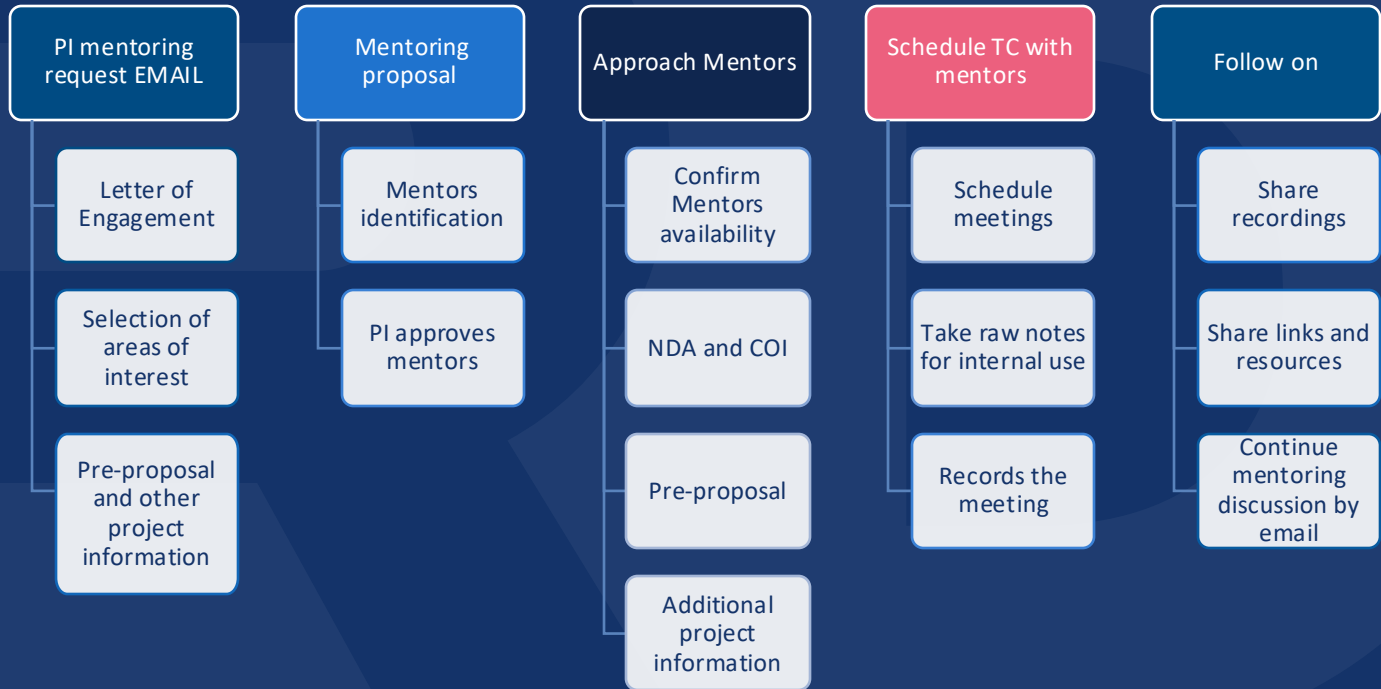 PI mentoring
request EMAIL
Letter of
Engagement
Selection of
areas of
interest
Pre-proposal
and other
project
information
Mentoring
proposal
Mentors
identification
PI approves
mentors
Approach Mentors
Confirm
Mentors
availability
NDA and COI
Pre-proposal
Additional
project
information
Schedule TC with
mentors
Schedule
meetings
Take raw notes
for internal use
Records the
meeting
Follow on
Share
recordings
Share links and
resources
Continue
mentoring
discussion by
email